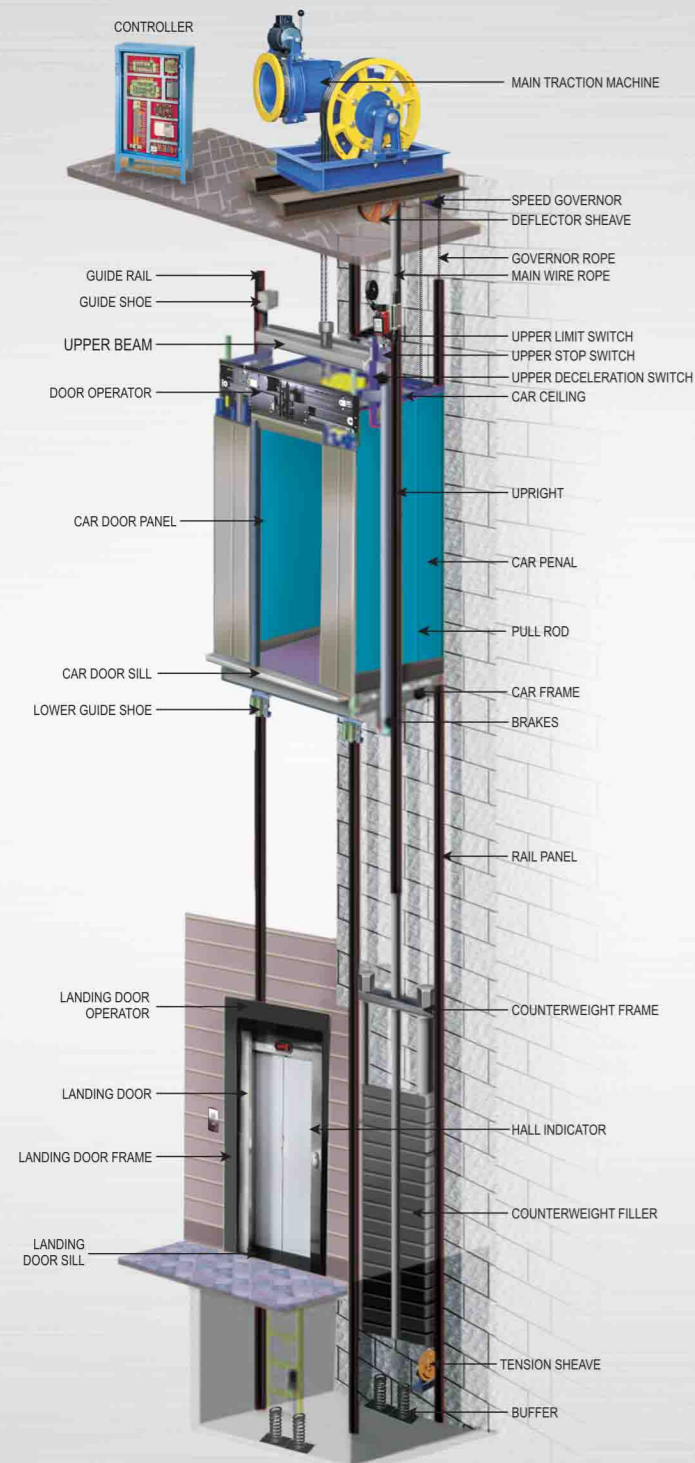 CONTROLLER
MAIN TRACTION MACHINE
SPEED GOVERNOR
DEFLECTOR SHEAVE
GOVERNOR ROPE
MAIN WIRE ROPE
GUIDE RAIL
GUIDE SHOE
UPPER BEAM
DOOR OPERATOR
UPPER LIMIT SWITCH
UPPER STOP SWITCH
UPPER DECELERATION SWITCH
CAR CEILING
UPRIGHT
CAR DOOR PANEL
CAR PENAL
PULL ROD
CAR DOOR SILL
LOWER GUIDE SHOE
CAR FRAME
BRAKES
RAIL PANEL
LANDING DOOR
OPERATOR
COUNTERWEIGHT FRAME
LANDING DOOR
HALL INDICATOR
LANDING DOOR FRAME
COUNTERWEIGHT FILLER
LANDING
DOOR SILL
TENSION SHEAVE
BUFFER